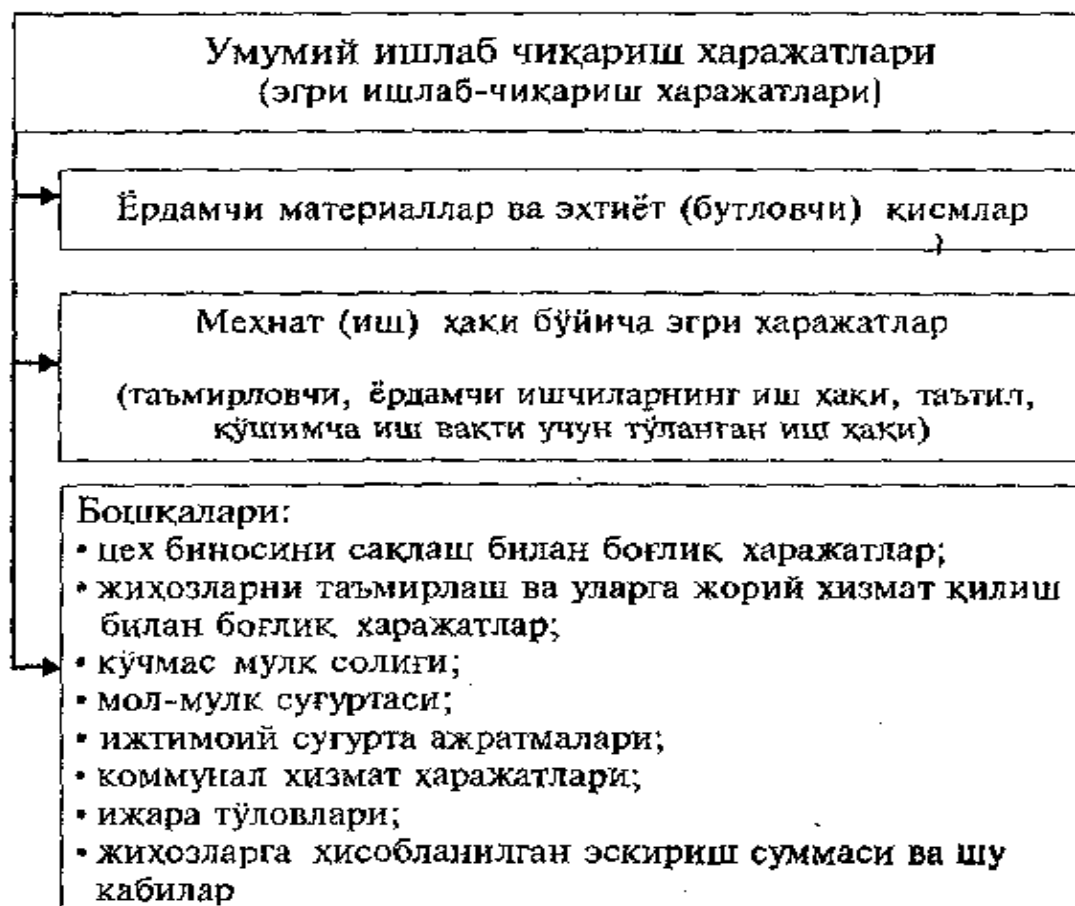 Умумий ишлаб чиқариш харажатлари
(эгри ишлаб-чиқариш харажатлари)
Ёрдамчи материаллар ва эҳтиёт (бутловчи) қисмлар
Меҳнат (иш) ҳақи бўйича эгри харажатлар
(таъмирловчи, ёрдамчи ишчиларнинг иш ҳақи, таътил,
қўшимча иш вақти учун тўланган иш ҳақи)
Бошқалари:
• цех биносини сақлаш билан боғлиқ харажатлар;
• жиҳозларни таъмирлаш ва уларга жорий хизмат қилиш
билан боғлиқ харажатлар;
• кўчмас мулк солиғи;
• мол-мулк суғуртаси;
• ижтимоий суғурта ажратмалари;
• коммунал хизмат ҳаражатлари;
• ижара тўловлари;
• жиҳозларга ҳисобланилган эскириш суммаси ва шу
кабилар